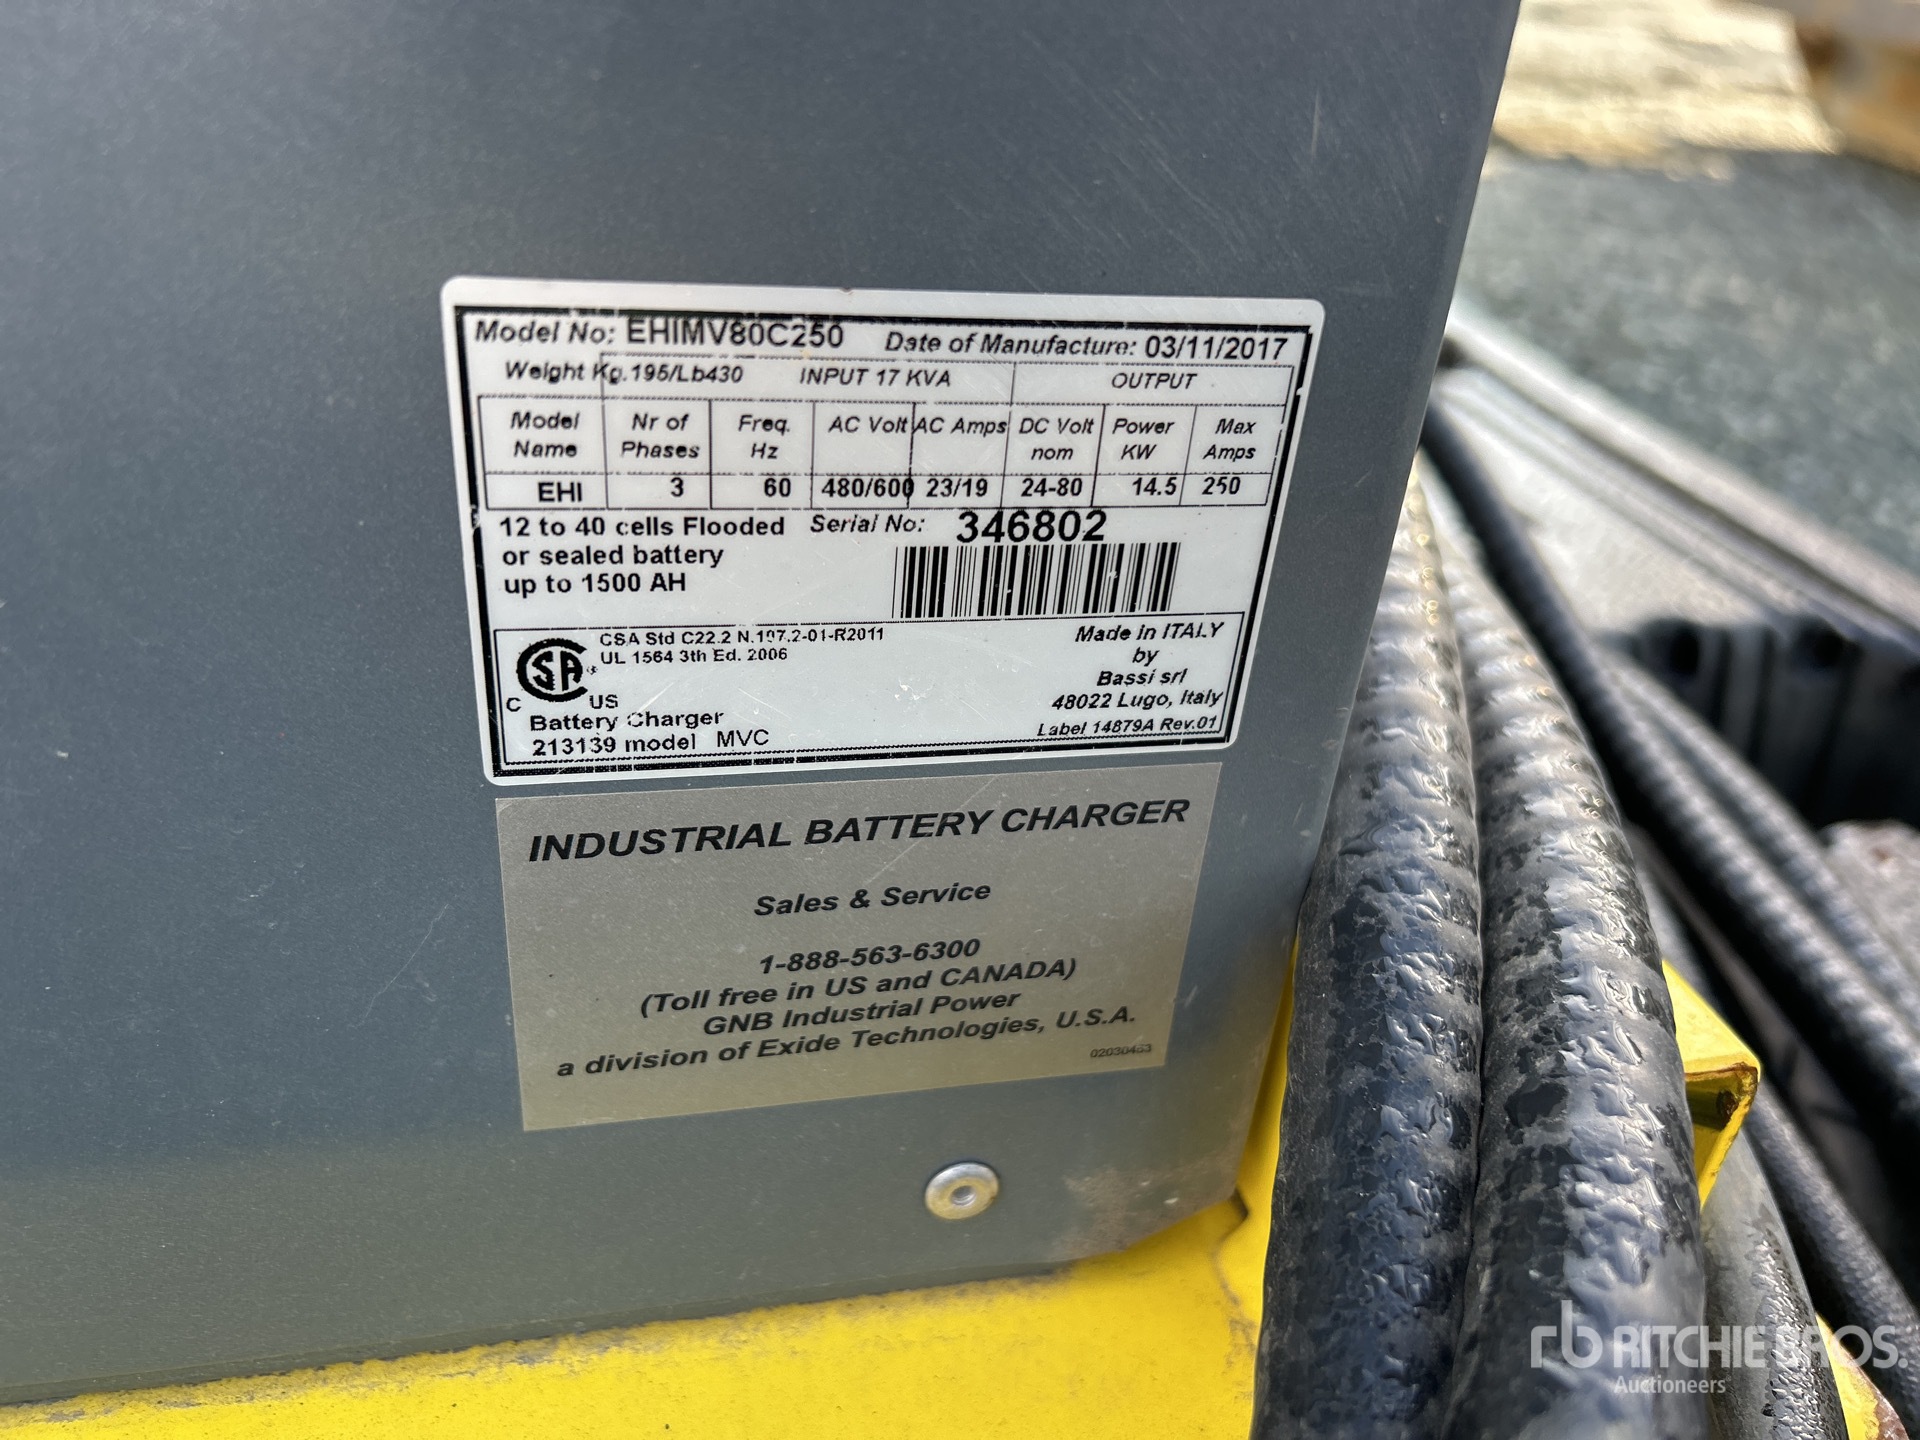 Model No: EHIMV80C250 Date of Manufacture: 03/11/2017
Weight Kg.195/Lb430 INPUT 17 KVA OUTPUT
Model Name Nr of Phases Freq. Hz AC Volt AC Amps DC Volt nom Power KW Max Amps
EHI 3 60 480/600 23/19 24-80 14.5 250
12 to 40 cells Flooded
or sealed battery
up to 1500 AH
Serial No: 346802
CSA Std C22.2 N.107.2-01-R2011
UL 1564 3th Ed. 2006
C SA US
Battery Charger
213139 model MVC
Made in ITALY
by
Bassi srl
48022 Lugo, Italy
Label 14879A Rev.01
INDUSTRIAL BATTERY CHARGER
Sales & Service
1-888-563-6300
(Toll free in US and CANADA)
GNB Industrial Power
a division of Exide Technologies, U.S.A.
02030463
rb RITCHIE BROS.
Auctioneers